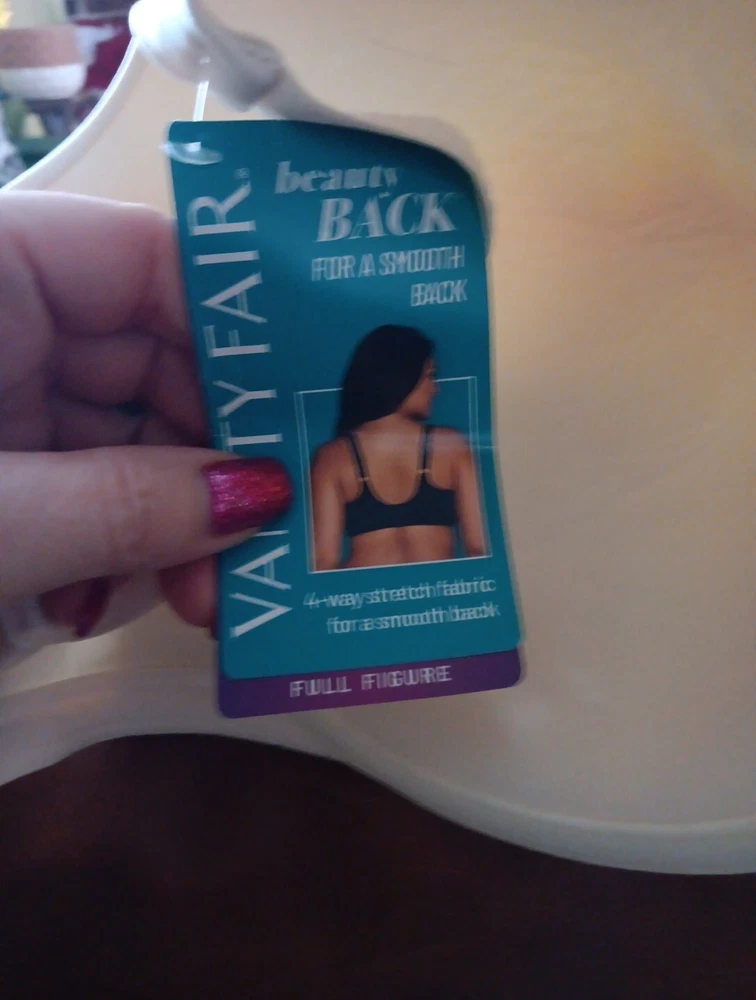 VANITY FAIR®
beauty
BACK
FOR A SMOOTH
BACK
4-way stretch fabric
for a smooth back
FULL FIGURE